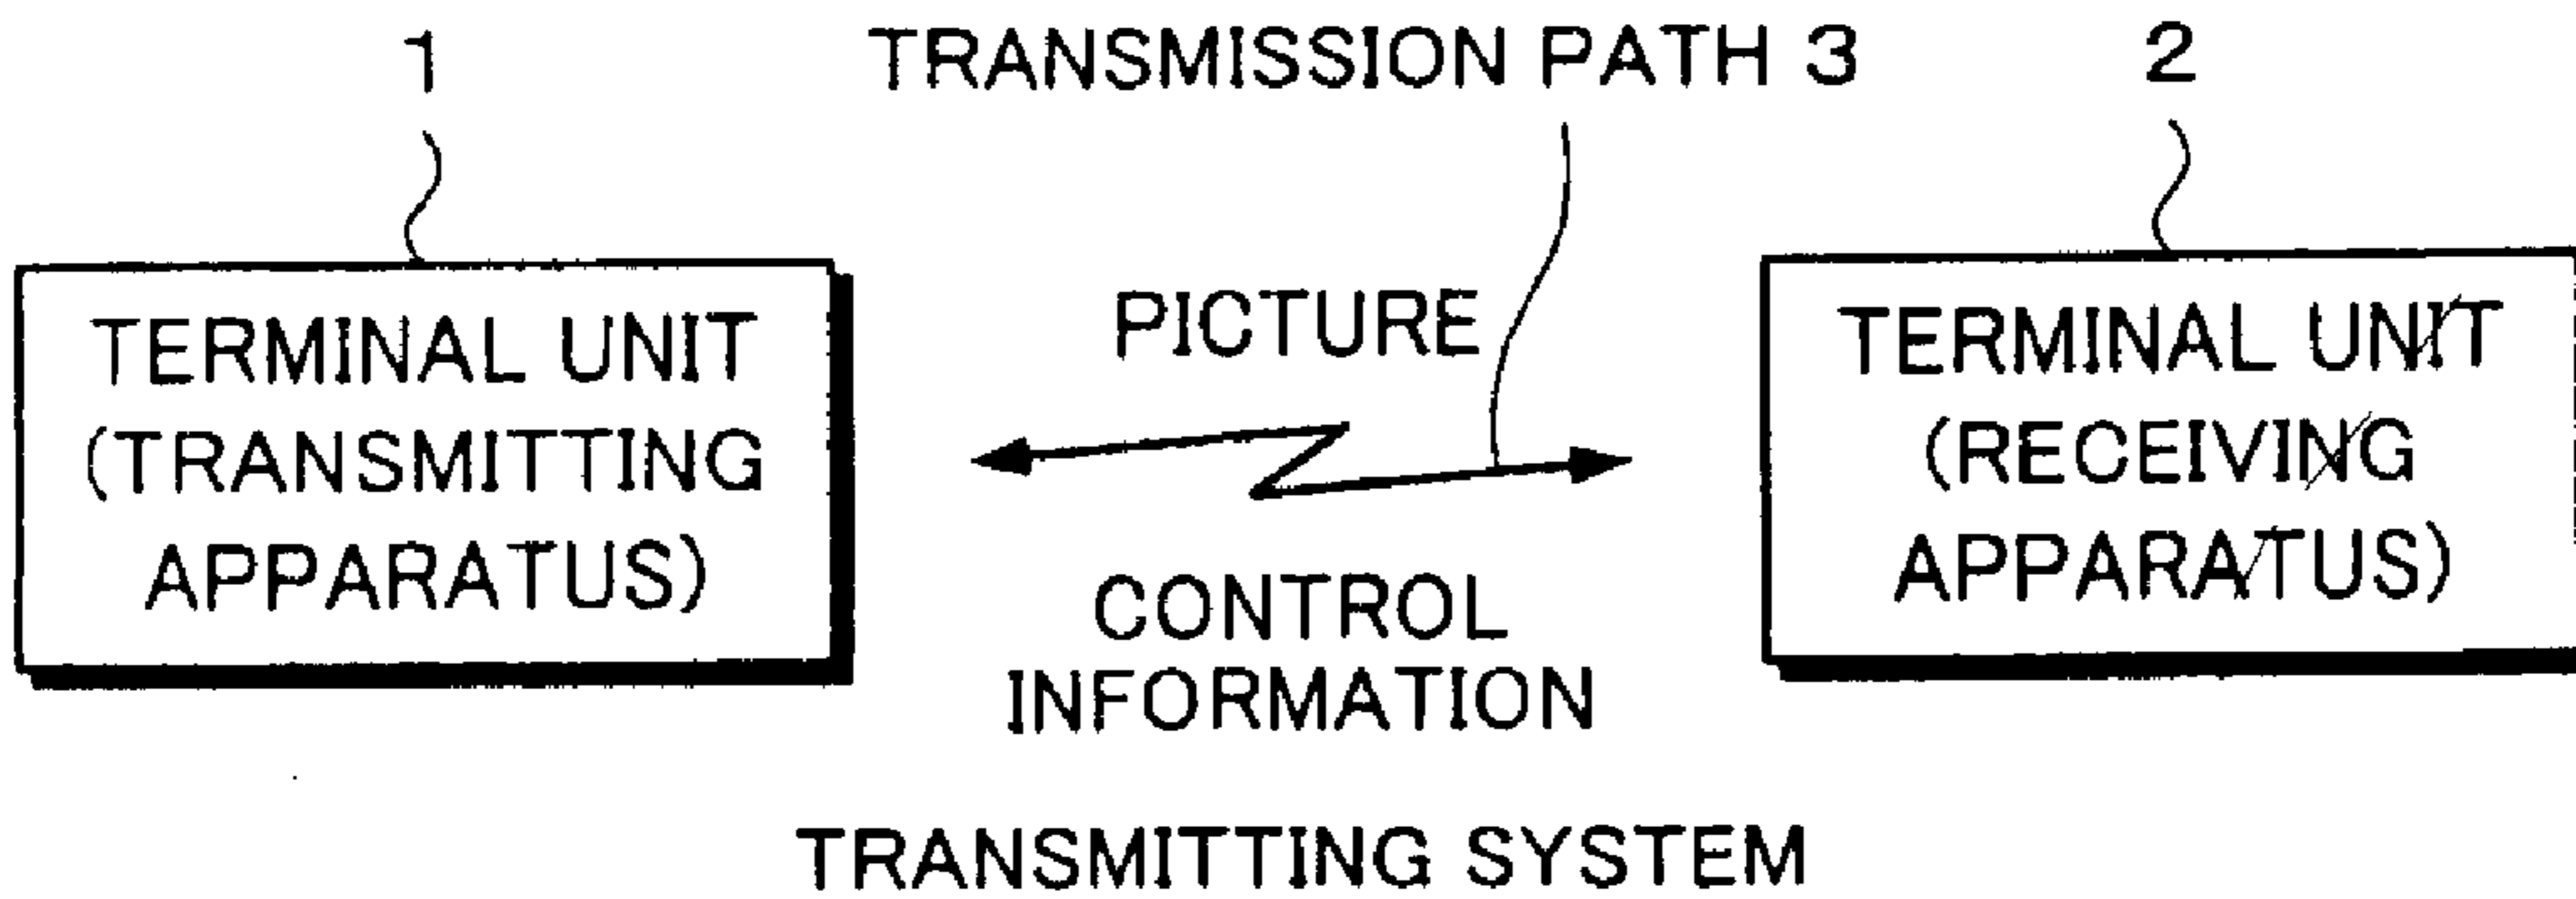 1
TRANSMISSION PATH 3
2
TERMINAL UNIT
(TRANSMITTING
APPARATUS)
PICTURE
CONTROL
INFORMATION
TERMINAL UNIT
(RECEIVING
APPARATUS)
TRANSMITTING SYSTEM